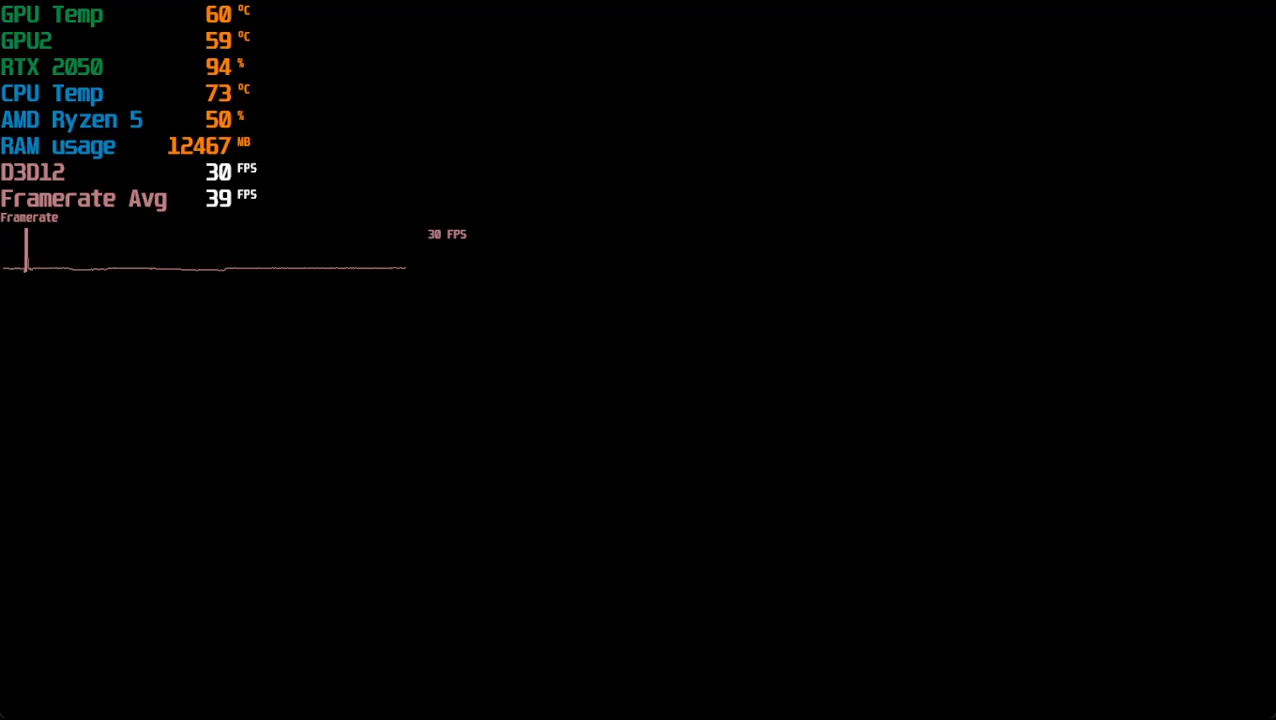 GPU Temp 60 °C
GPU2 59 °C
RTX 2050 94 %
CPU Temp 73 °C
AMD Ryzen 5 50 %
RAM usage 12467 MB
D3D12 30 FPS
Framerate Avg 39 FPS
Framerate
30 FPS